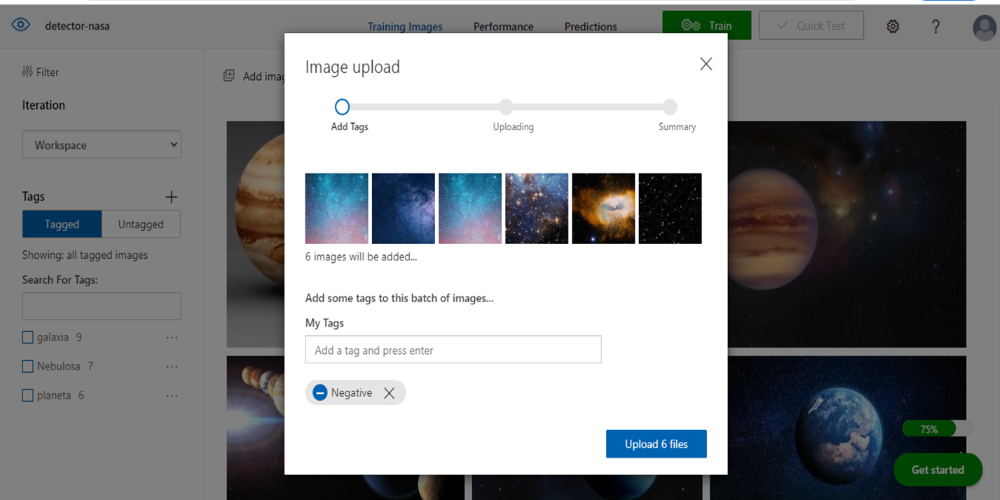 detector-nasa
Training Images
Performance
Predictions
Train
Quick Test
?
Filter
Iteration
Workspace
Tags
Tagged
Untagged
Showing: all tagged images
Search For Tags:
galaxia 9
Nebulosa 7
planeta 6
Add
Image upload
Add Tags
Uploading
Summary
6 images will be added...
Add some tags to this batch of images...
My Tags
Add a tag and press enter
Negative
Upload 6 files
75%
Get started